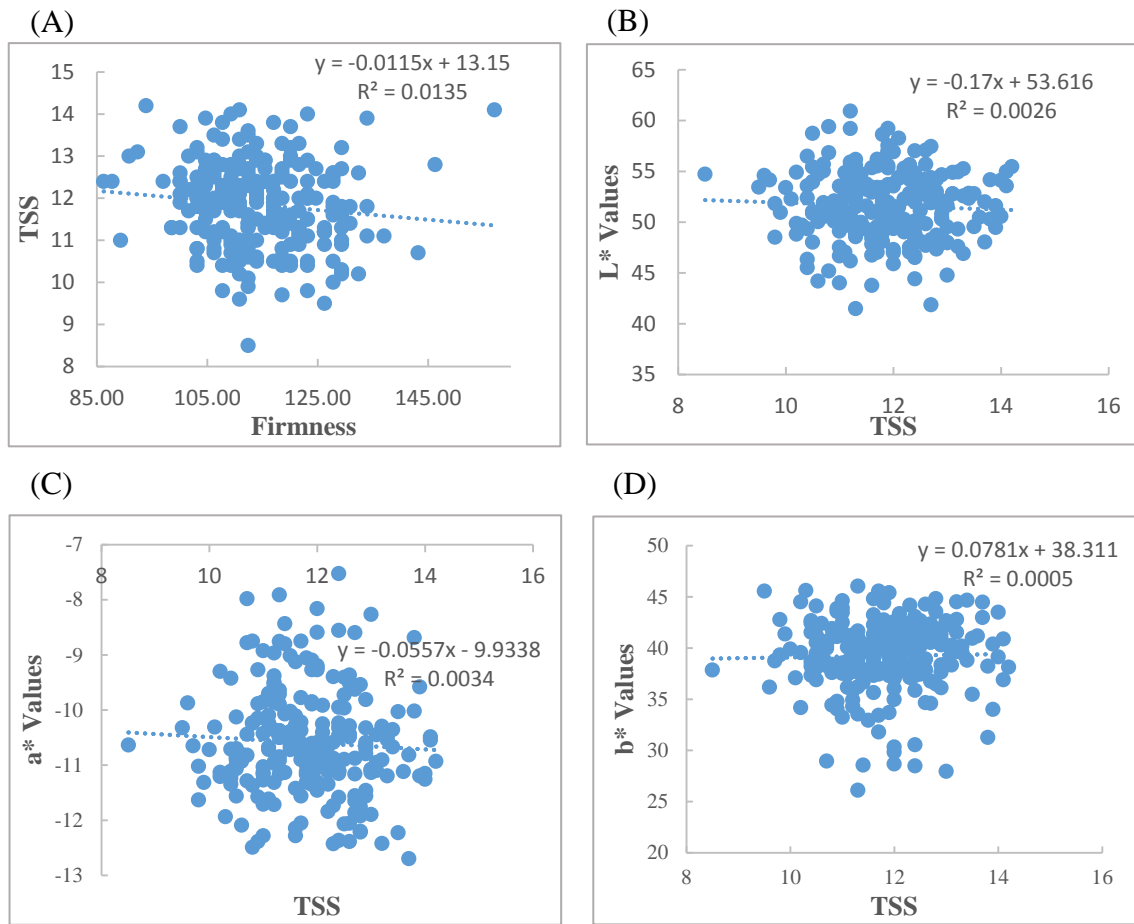 (A)
y = -0.0115x + 13.15
R² = 0.0135
15
14
13
12
11
10
9
8
TSS
85.00 105.00 125.00 145.00
Firmness
(B)
y = -0.17x + 53.616
R² = 0.0026
65
60
55
50
45
40
35
L* Values
8 10 12 14 16
TSS
(C)
-7
8 10 12 14 16
-8
y = -0.0557x - 9.9338
R² = 0.0034
-9
-10
-11
-12
-13
a* Values
TSS
(D)
y = 0.0781x + 38.311
R² = 0.0005
50
45
40
35
30
25
20
b* Values
8 10 12 14 16
TSS